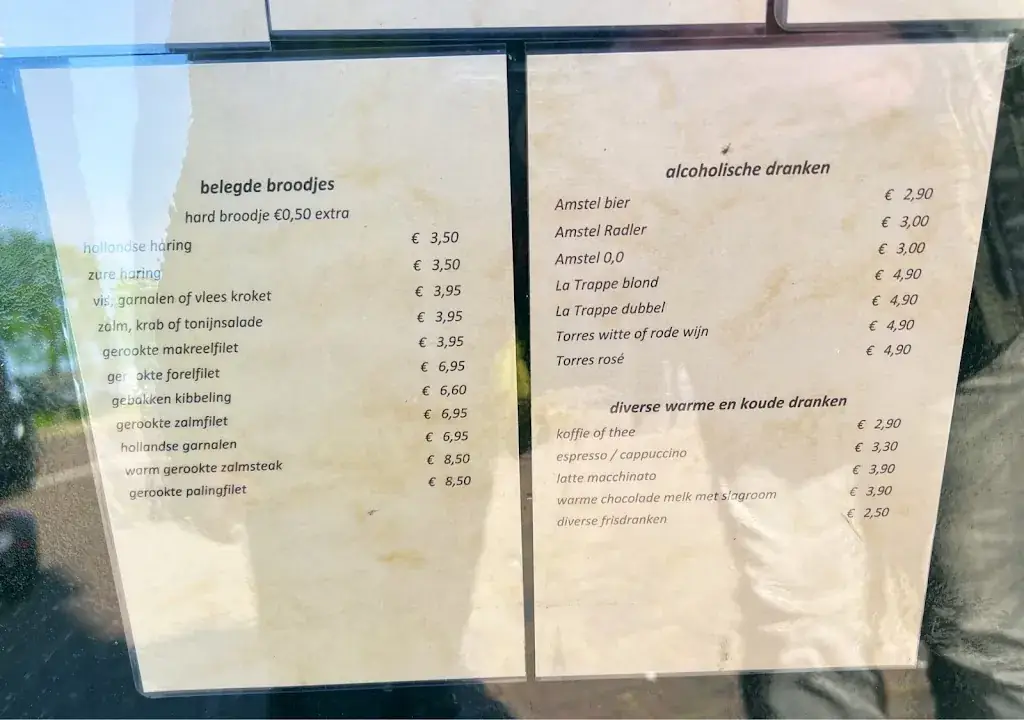 belegde broodjes
hard broodje €0,50 extra
hollandse haring € 3,50
zure haring € 3,50
vis, garnalen of vlees kroket € 3,95
zalm, krab of tonijnsalade € 3,95
gerookte makreelfilet € 3,95
gerookte forelfilet € 6,95
gebakken kibbeling € 6,60
gerookte zalmfilet € 6,95
hollandse garnalen € 6,95
warm gerookte zalmsteak € 8,50
gerookte palingfilet € 8,50
alcoholische dranken
Amstel bier € 2,90
Amstel Radler € 3,00
Amstel 0,0 € 3,00
La Trappe blond € 4,90
La Trappe dubbel € 4,90
Torres witte of rode wijn € 4,90
Torres rosé € 4,90
diverse warme en koude dranken
koffie of thee € 2,90
espresso / cappuccino € 3,30
latte macchinato € 3,90
warme chocolade melk met slagroom € 3,90
diverse frisdranken € 2,50